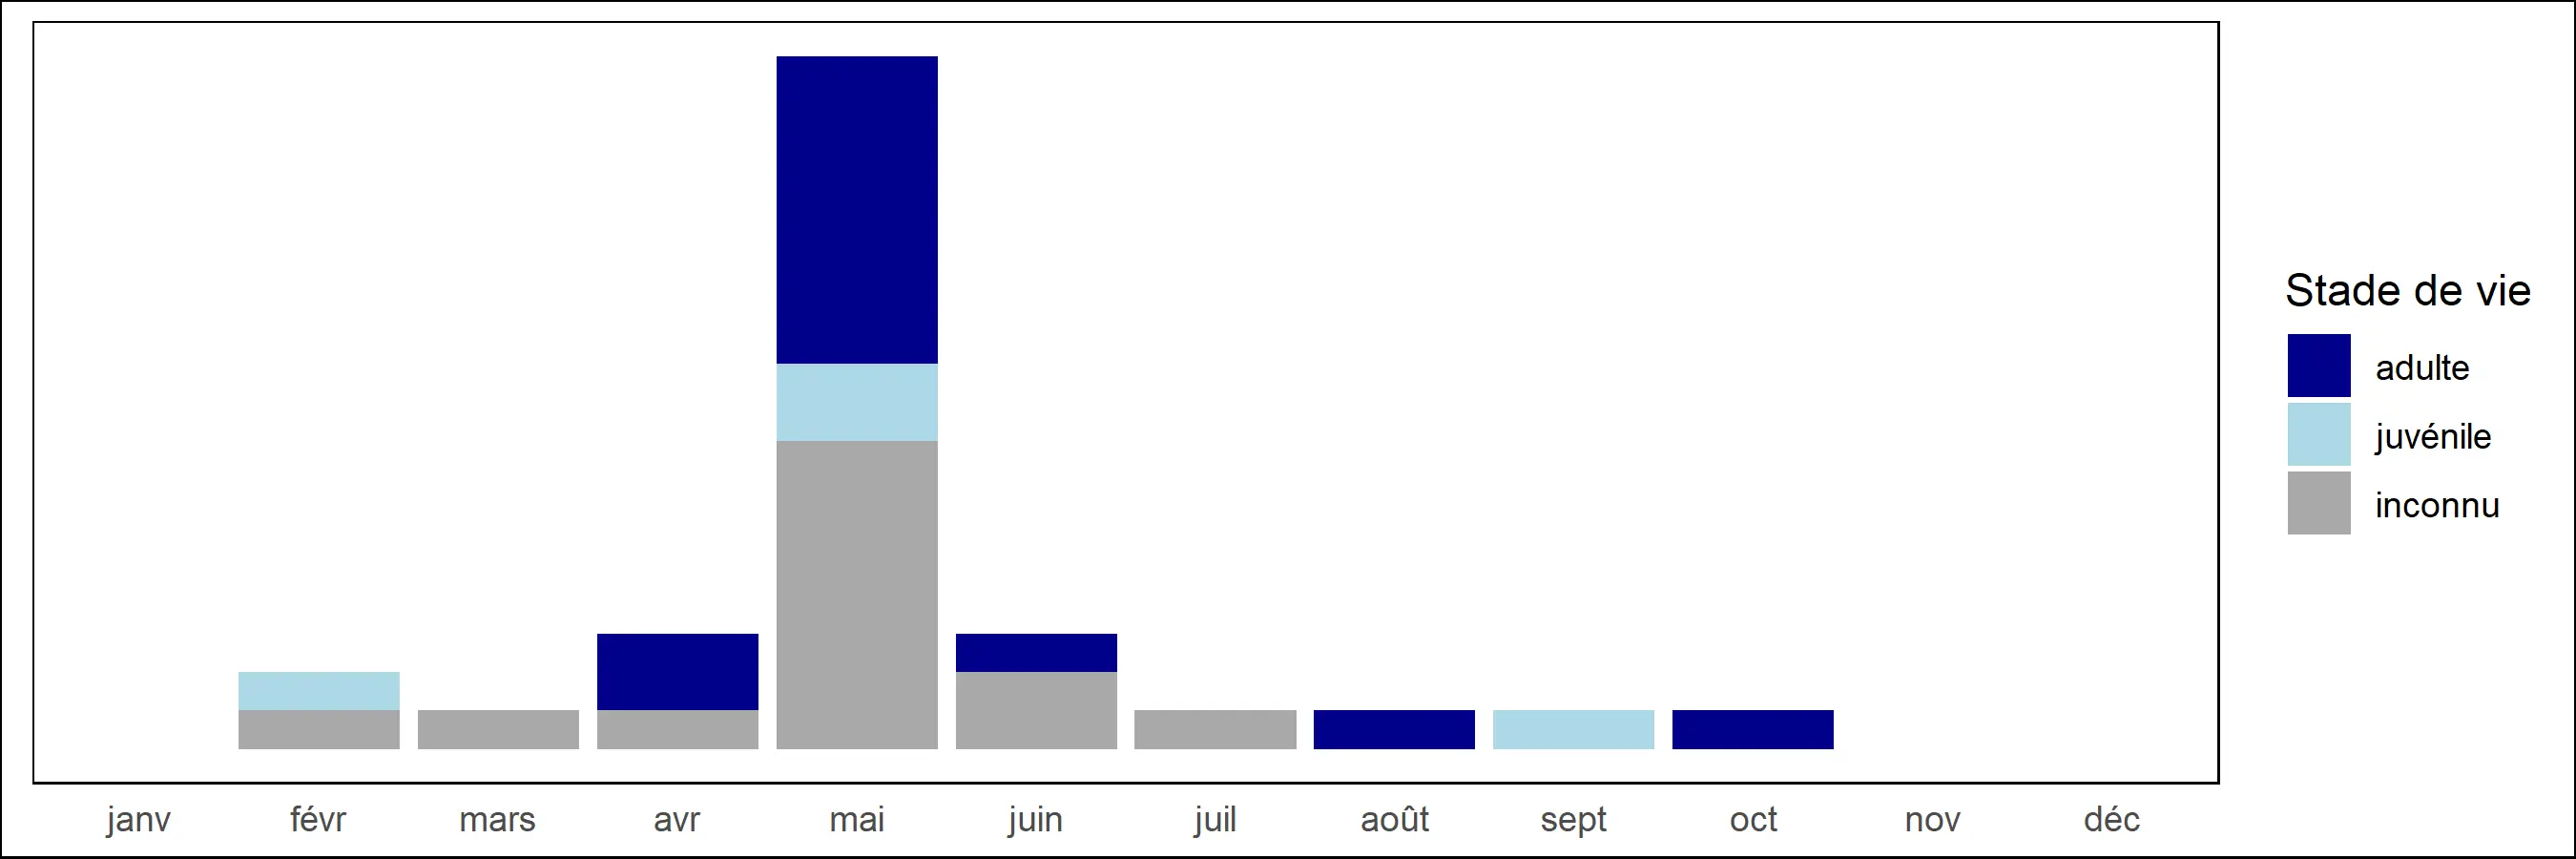 Stade de vie
adulte
juvénile
inconnu
janv févr mars avr mai juin juil août sept oct nov déc